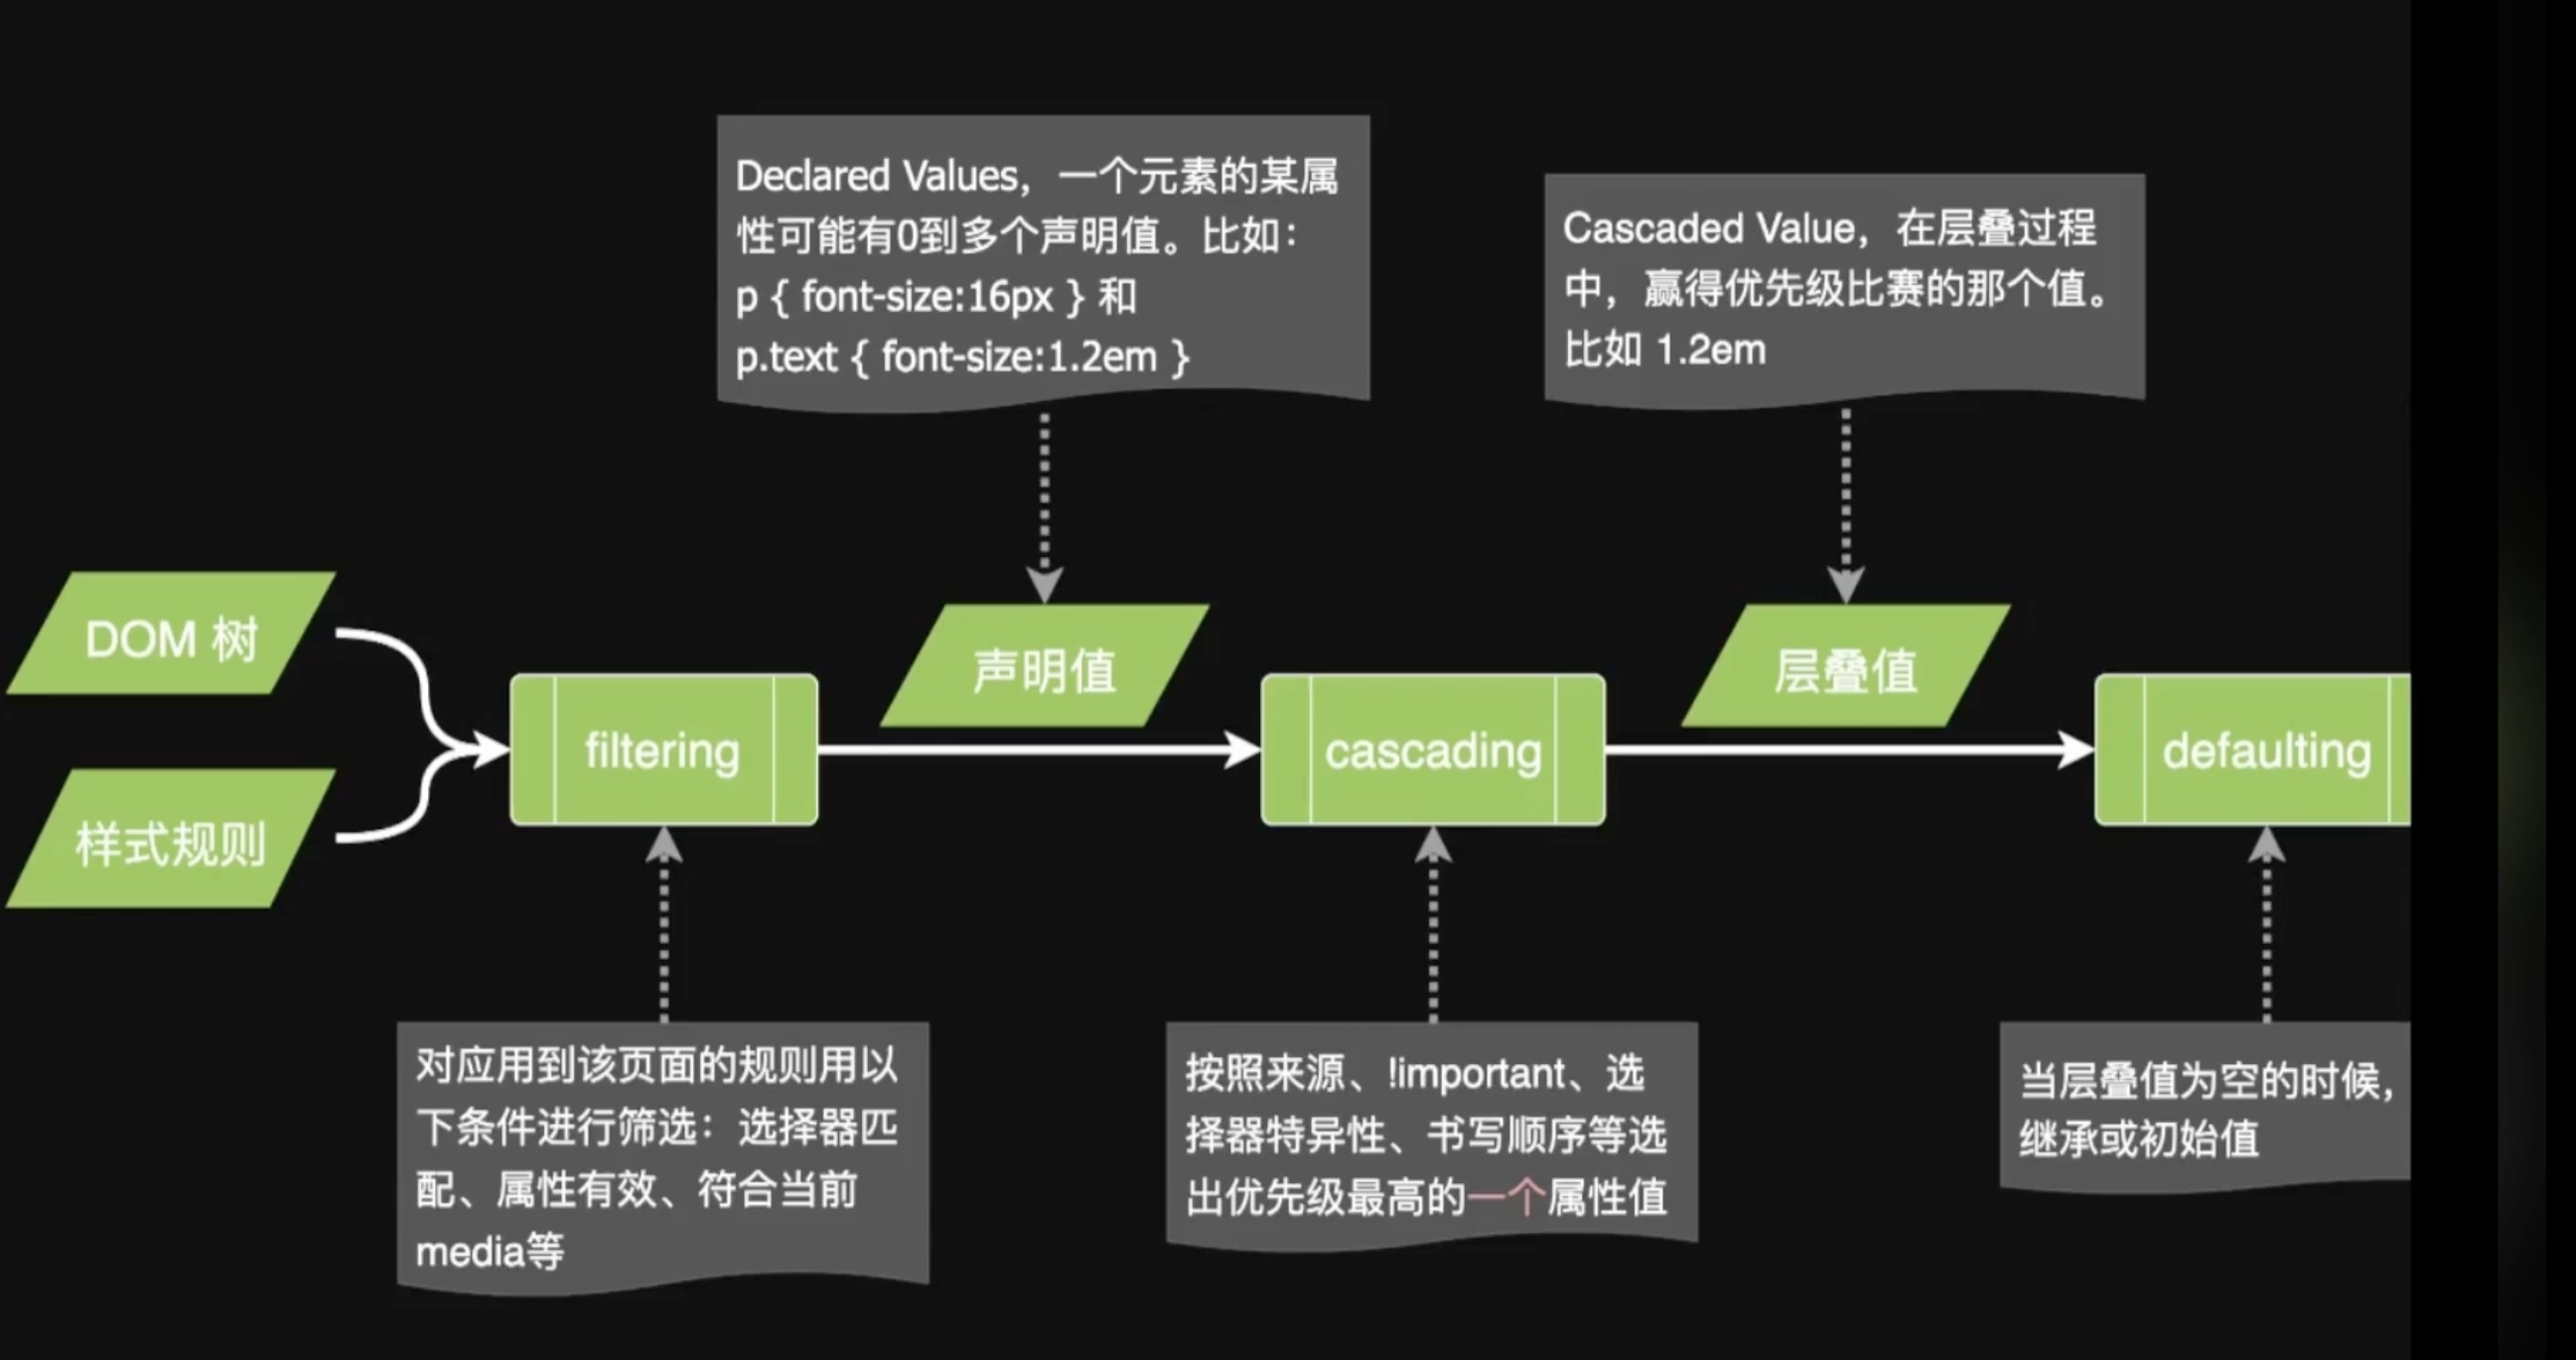 Declared Values，一个元素的某属
性可能有0到多个声明值。比如：
p { font-size:16px } 和
p.text { font-size:1.2em }
Cascaded Value，在层叠过程
中，赢得优先级比赛的那个值。
比如 1.2em
DOM 树
样式规则
filtering
声明值
cascading
层叠值
defaulting
对应用到该页面的规则用以
下条件进行筛选：选择器匹
配、属性有效、符合当前
media等
按照来源、!important、选
择器特异性、书写顺序等选
出优先级最高的一个属性值
当层叠值为空的时候，
继承或初始值